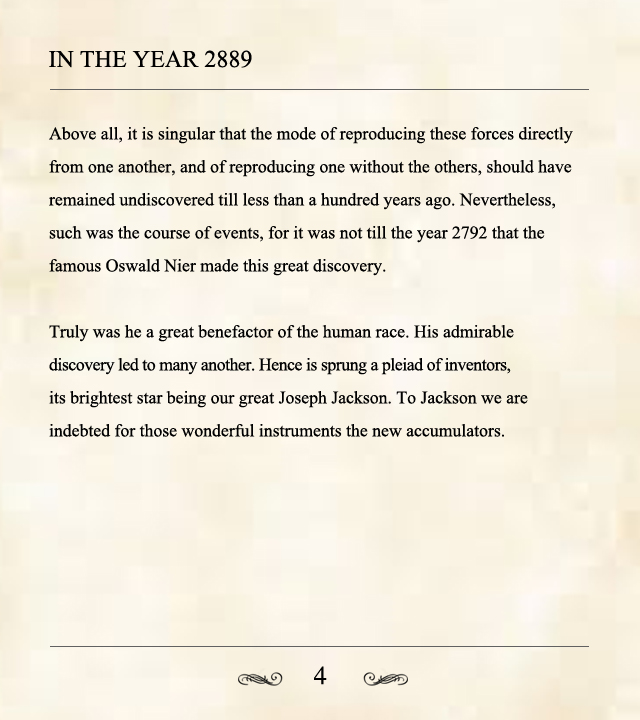 IN THE YEAR 2889
Above all, it is singular that the mode of reproducing these forces directly
from one another, and of reproducing one without the others, should have
remained undiscovered till less than a hundred years ago. Nevertheless,
such was the course of events, for it was not till the year 2792 that the
famous Oswald Nier made this great discovery.
Truly was he a great benefactor of the human race. His admirable
discovery led to many another. Hence is sprung a pleiad of inventors,
its brightest star being our great Joseph Jackson. To Jackson we are
indebted for those wonderful instruments the new accumulators.
4